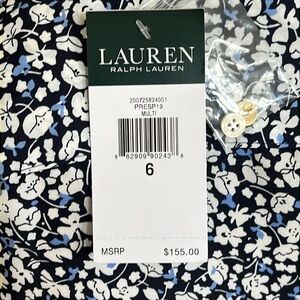 LAUREN
RALPH LAUREN
200725824001
PRESP19
MULTI
8 82909 90243 8
6
MSRP $155.00